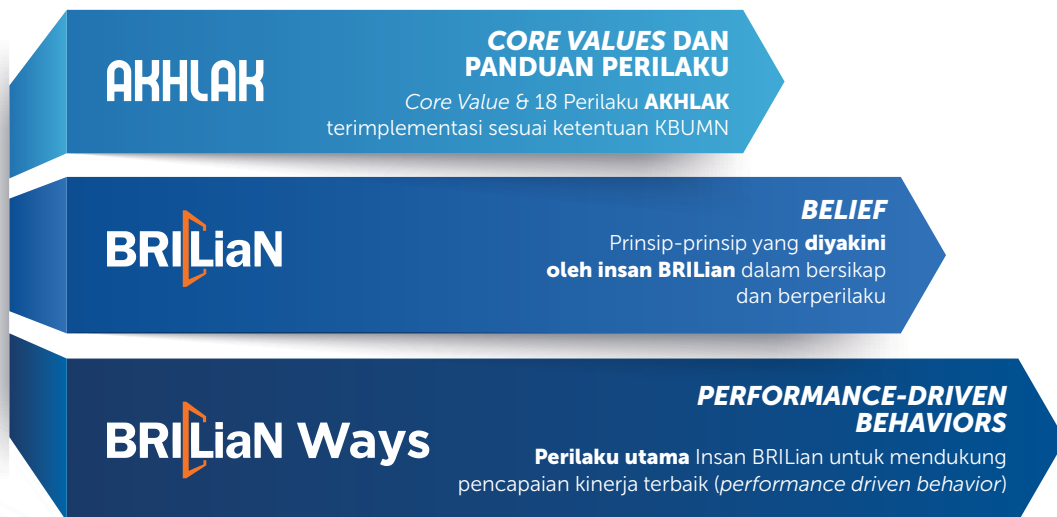 AKHLAK
CORE VALUES DAN
PANDUAN PERILAKU
Core Value & 18 Perilaku AKHLAK
terimplementasi sesuai ketentuan KBUMN
BRILiaN
BELIEF
Prinsip-prinsip yang diyakini
oleh insan BRILian dalam bersikap
dan berperilaku
BRILiaN Ways
PERFORMANCE-DRIVEN
BEHAVIORS
Perilaku utama Insan BRILian untuk mendukung
pencapaian kinerja terbaik (performance driven behavior)